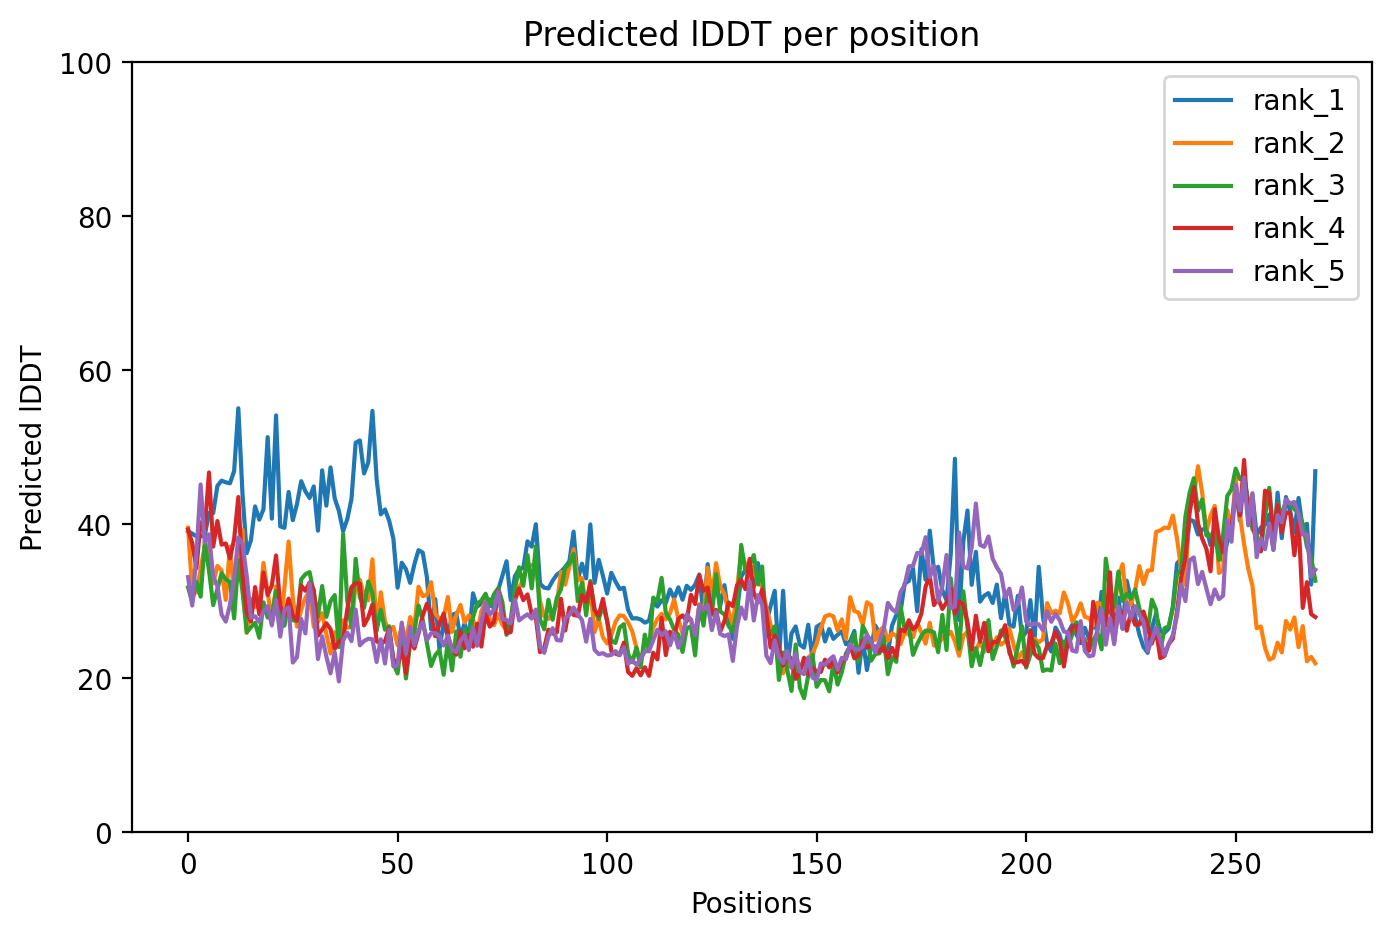 Predicted lDDT per position
100
80
60
40
20
0
Predicted lDDT
0 50 100 150 200 250
Positions
rank_1
rank_2
rank_3
rank_4
rank_5